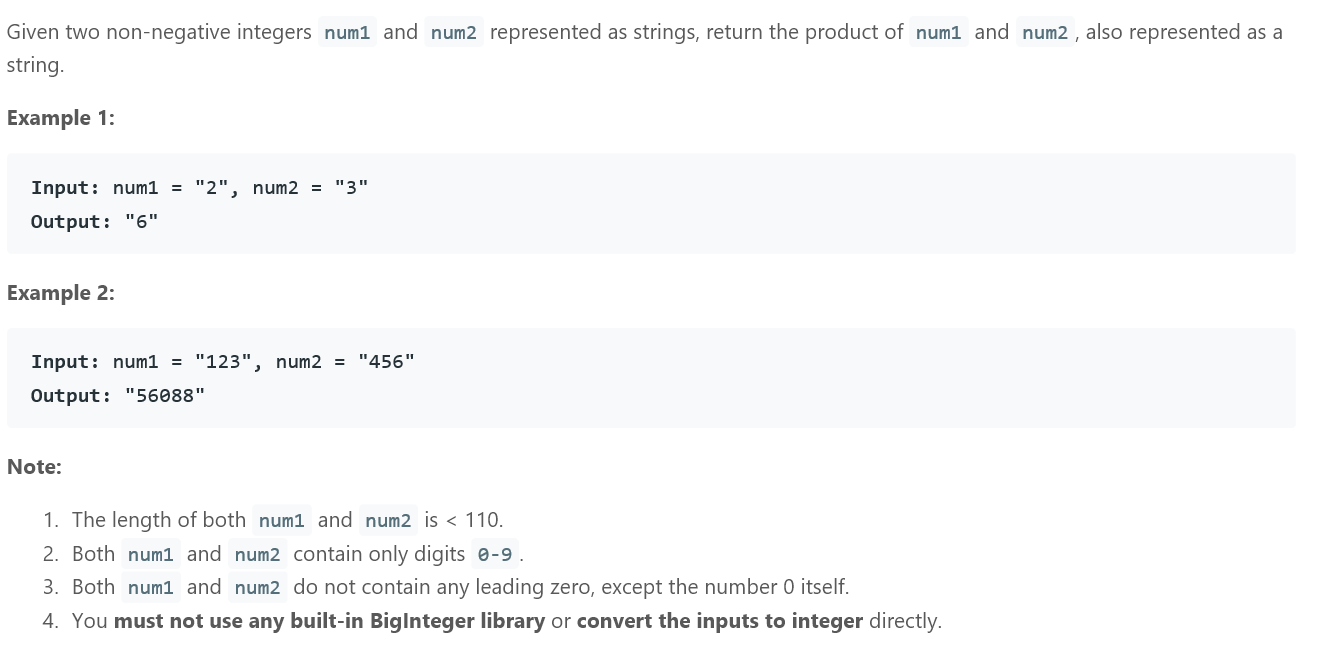 Given two non-negative integers num1 and num2 represented as strings, return the product of num1 and num2 , also represented as a
string.
Example 1:
Input: num1 = "2", num2 = "3"
Output: "6"
Example 2:
Input: num1 = "123", num2 = "456"
Output: "56088"
Note:
1. The length of both num1 and num2 is < 110.
2. Both num1 and num2 contain only digits 0-9 .
3. Both num1 and num2 do not contain any leading zero, except the number 0 itself.
4. You must not use any built-in BigInteger library or convert the inputs to integer directly.